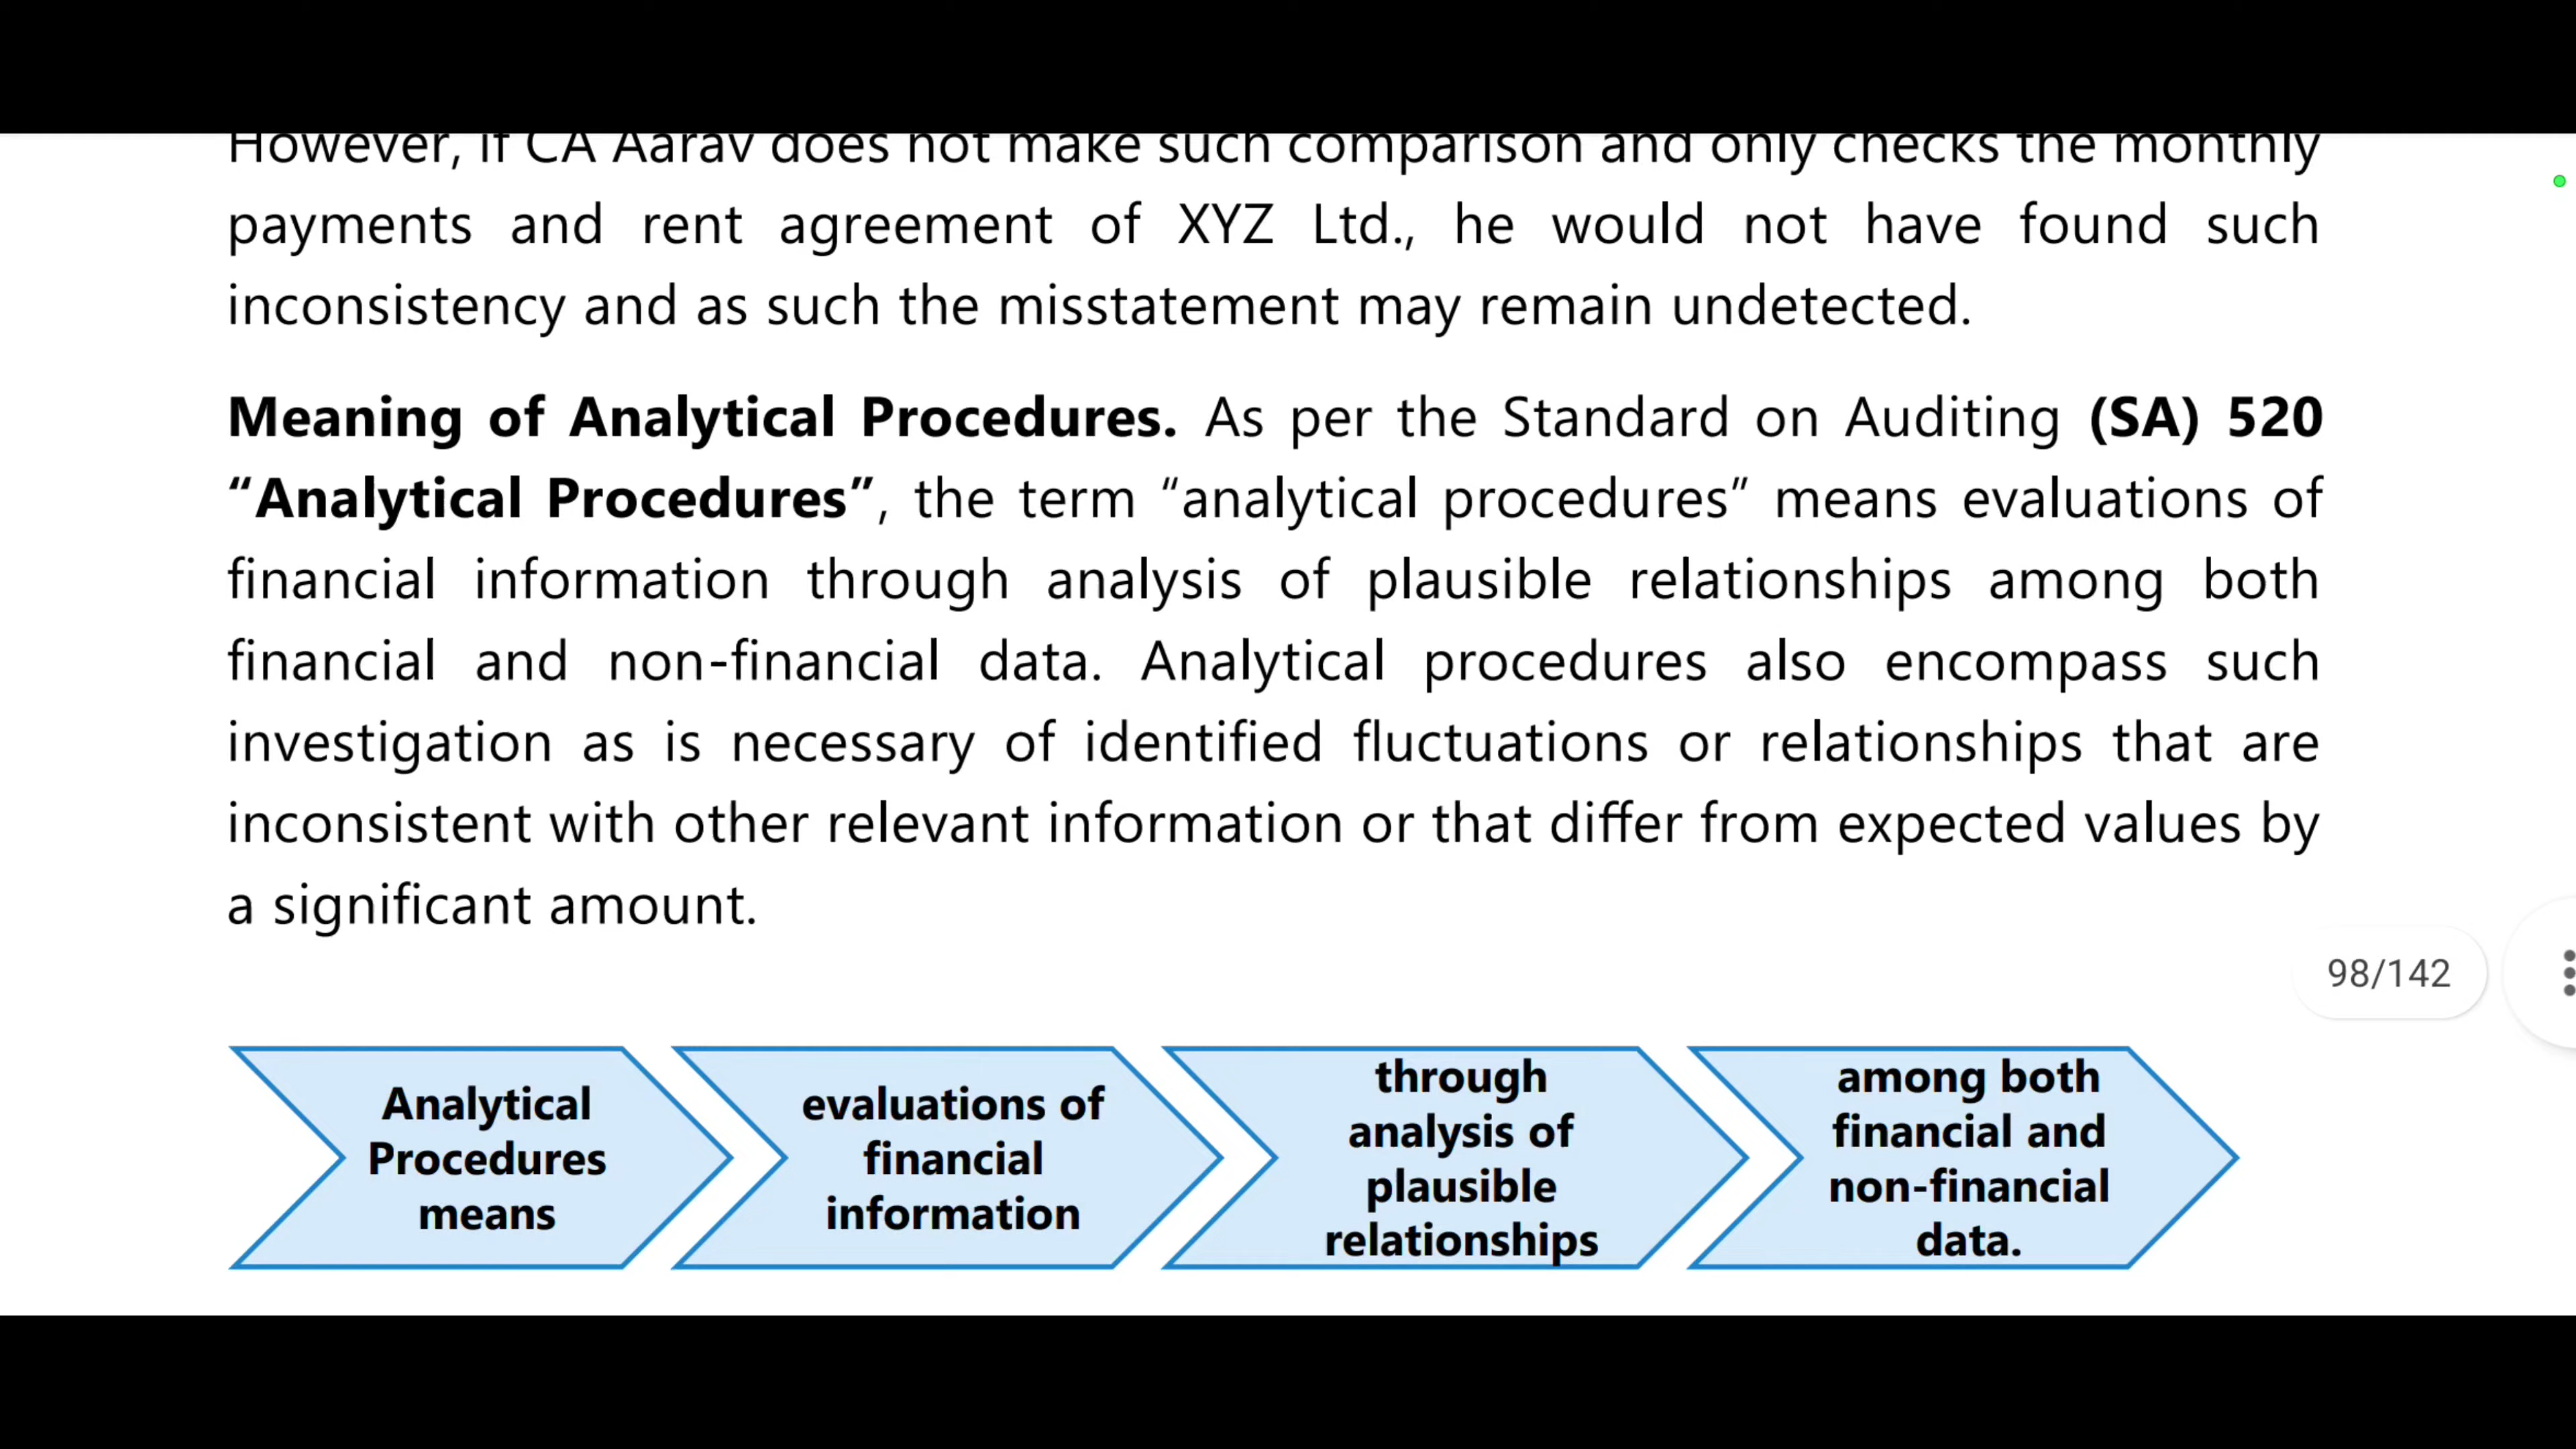 However, if CA Aarav does not make such comparison and only checks the monthly
payments and rent agreement of XYZ Ltd., he would not have found such
inconsistency and as such the misstatement may remain undetected.
Meaning of Analytical Procedures. As per the Standard on Auditing (SA) 520
“Analytical Procedures”, the term “analytical procedures” means evaluations of
financial information through analysis of plausible relationships among both
financial and non-financial data. Analytical procedures also encompass such
investigation as is necessary of identified fluctuations or relationships that are
inconsistent with other relevant information or that differ from expected values by
a significant amount.
98/142
Analytical
Procedures
means
evaluations of
financial
information
through
analysis of
plausible
relationships
among both
financial and
non-financial
data.